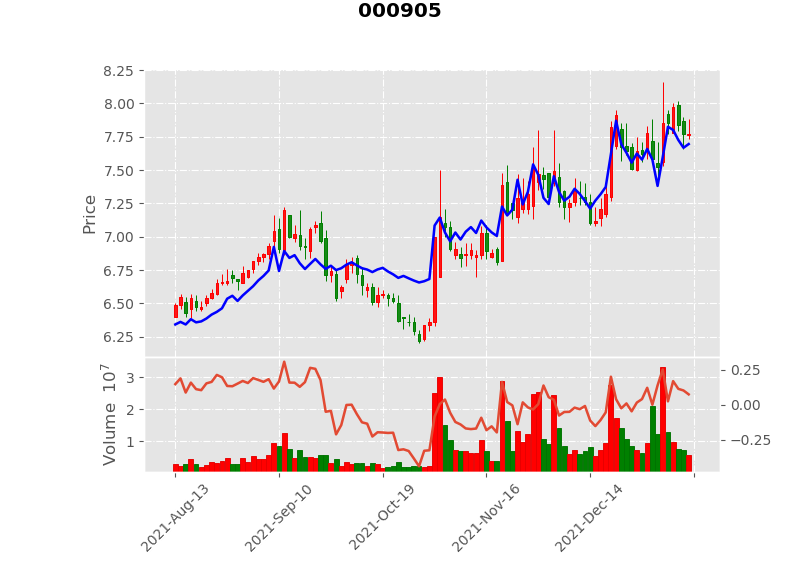 000905
8.25
8.00
7.75
7.50
7.25
7.00
6.75
6.50
6.25
Price
3
2
1
Volume 10^7
0.25
0.00
−0.25
2021-Aug-13
2021-Sep-10
2021-Oct-19
2021-Nov-16
2021-Dec-14